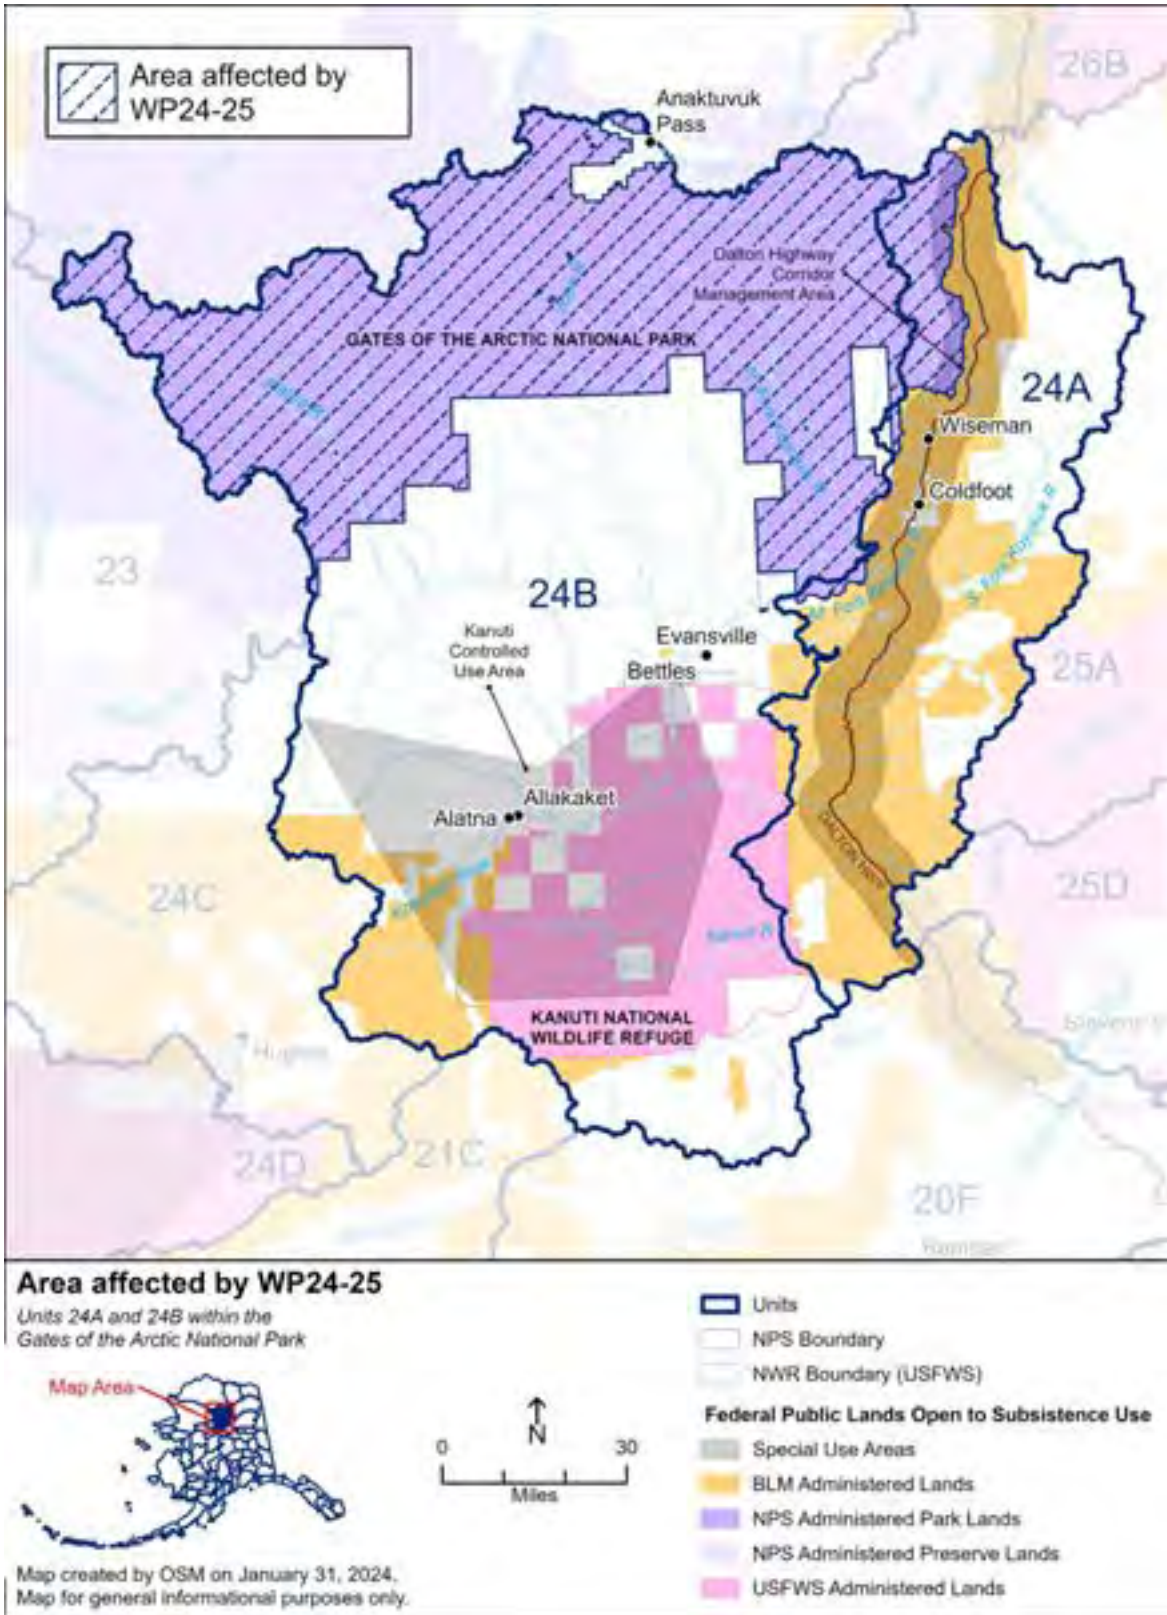 Area affected by
WP24-25
26B
Anaktuvuk
Pass
Dalton Highway
Corridor
Management Area
GATES OF THE ARCTIC NATIONAL PARK
24A
Wiseman
Coldfoot
S Fork Koyukuk R
23
24B
Kanuti
Controlled
Use Area
Evansville
Bettles
25A
Allakaket
Alatna
DALTON HWY
24C
25D
Kanuti R
KANUTI NATIONAL
WILDLIFE REFUGE
Hughes
24D
21C
20F
Area affected by WP24-25
Units 24A and 24B within the
Gates of the Arctic National Park
Map Area
N
0 30
Miles
Map created by OSM on January 31, 2024.
Map for general informational purposes only.
Units
NPS Boundary
NWR Boundary (USFWS)
Federal Public Lands Open to Subsistence Use
Special Use Areas
BLM Administered Lands
NPS Administered Park Lands
NPS Administered Preserve Lands
USFWS Administered Lands